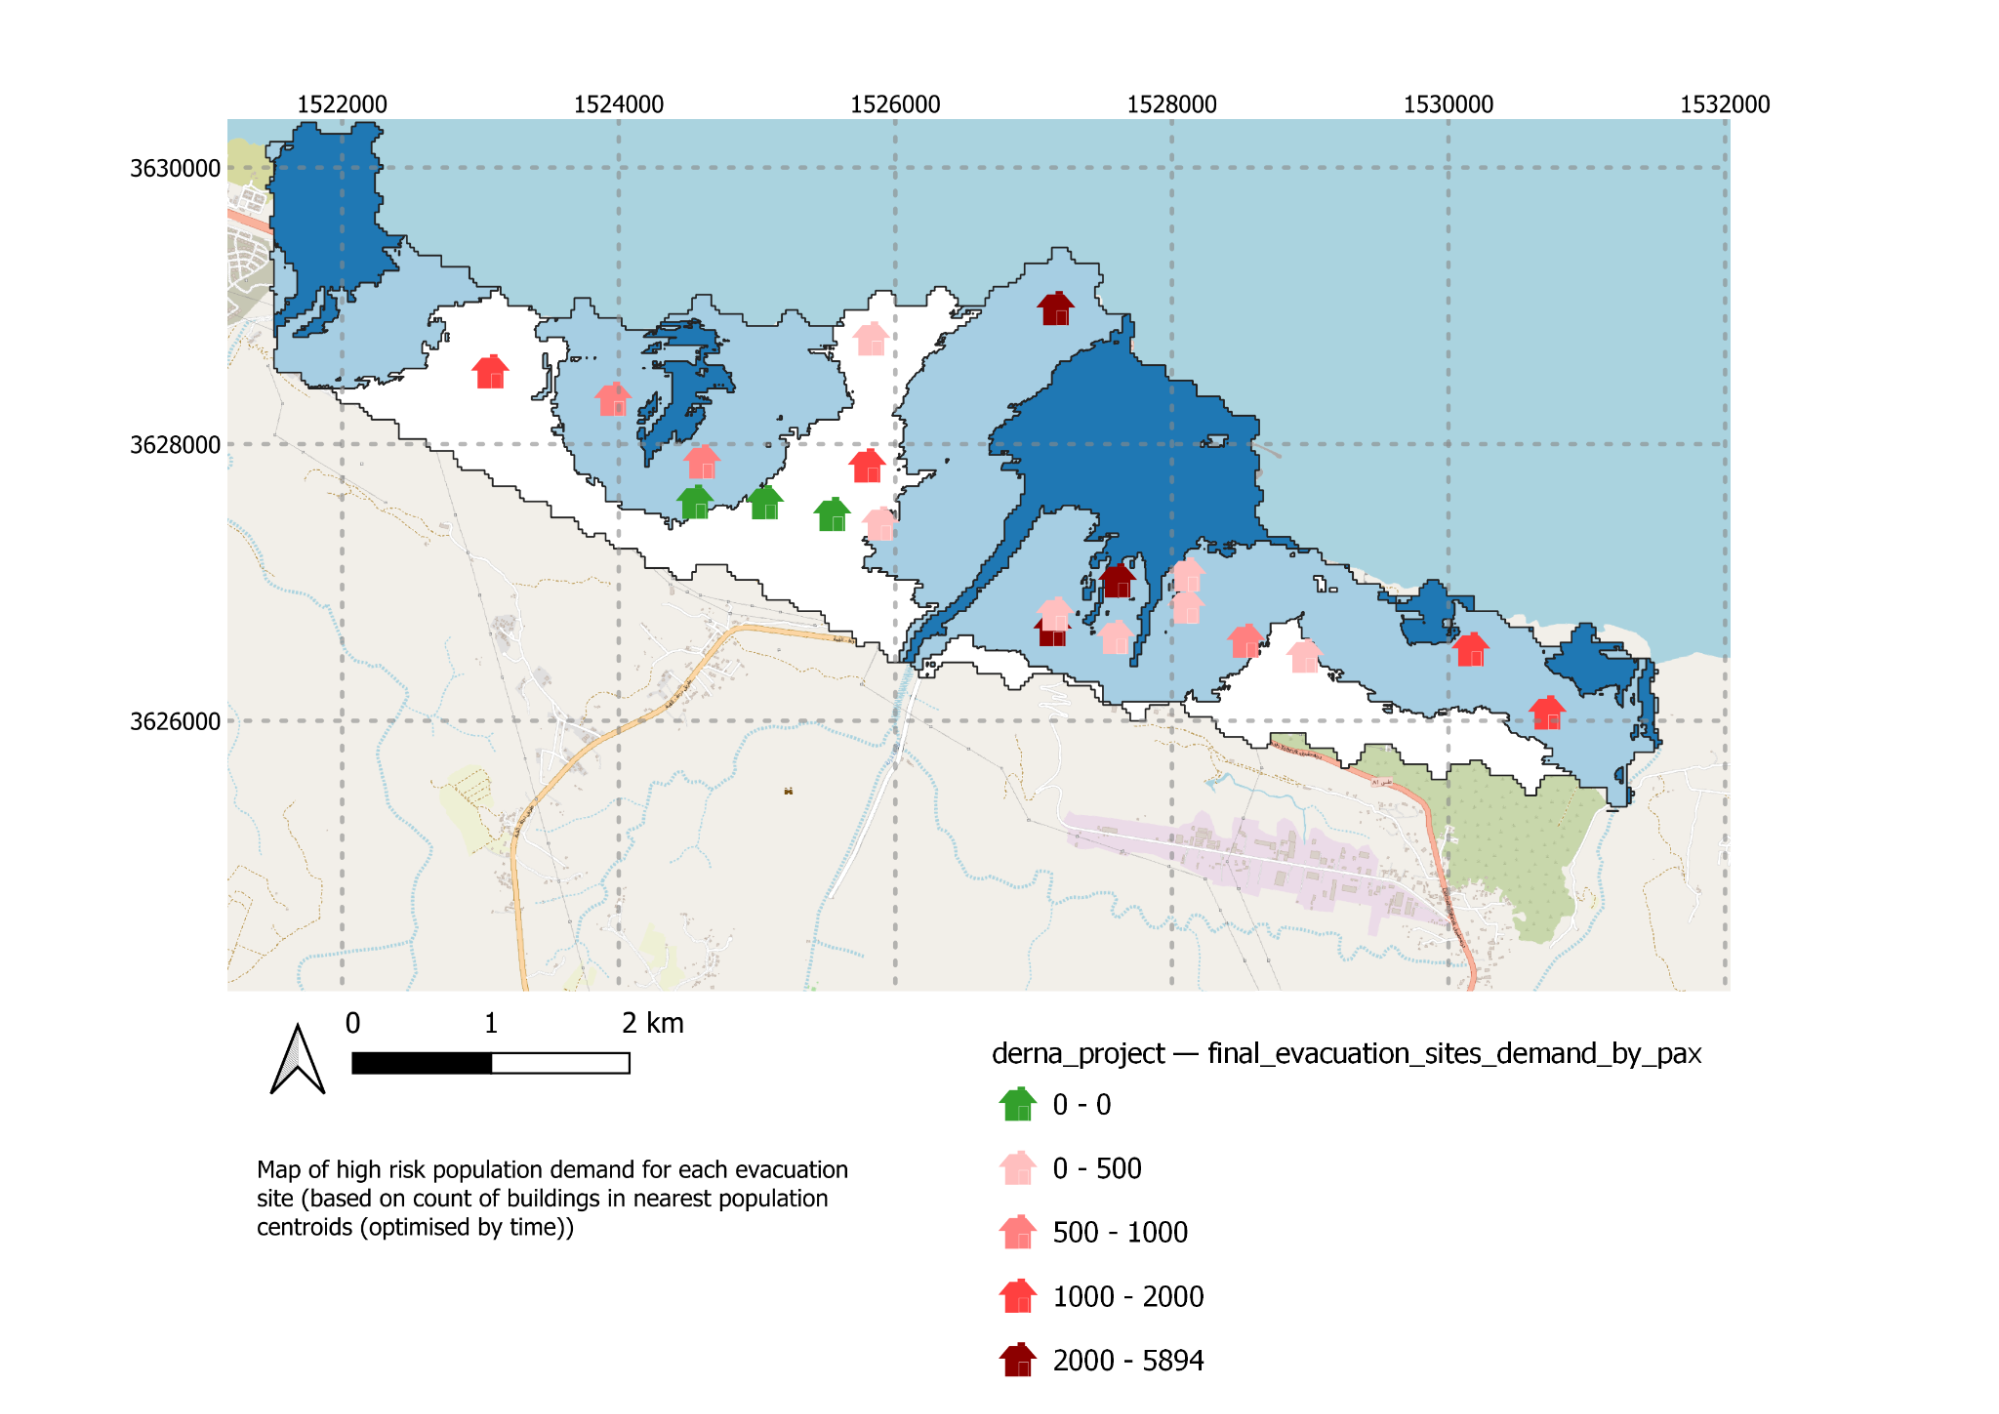 1522000 1524000 1526000 1528000 1530000 1532000
3630000
3628000
3626000
0 1 2 km
derna_project — final_evacuation_sites_demand_by_pax
0 - 0
0 - 500
500 - 1000
1000 - 2000
2000 - 5894
Map of high risk population demand for each evacuation
site (based on count of buildings in nearest population
centroids (optimised by time))